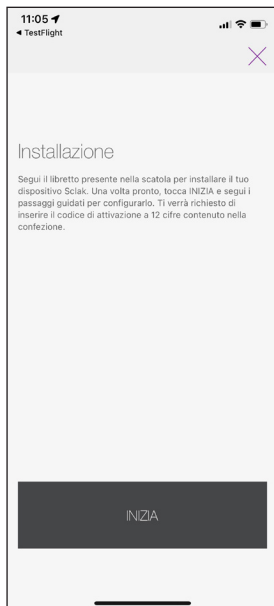 11:05
◀ TestFlight
Installazione
Segui il libretto presente nella scatola per installare il tuo
dispositivo Sclak. Una volta pronto, tocca INIZIA e segui i
passaggi guidati per configurarlo. Ti verrà richiesto di
inserire il codice di attivazione a 12 cifre contenuto nella
confezione.
INIZIA